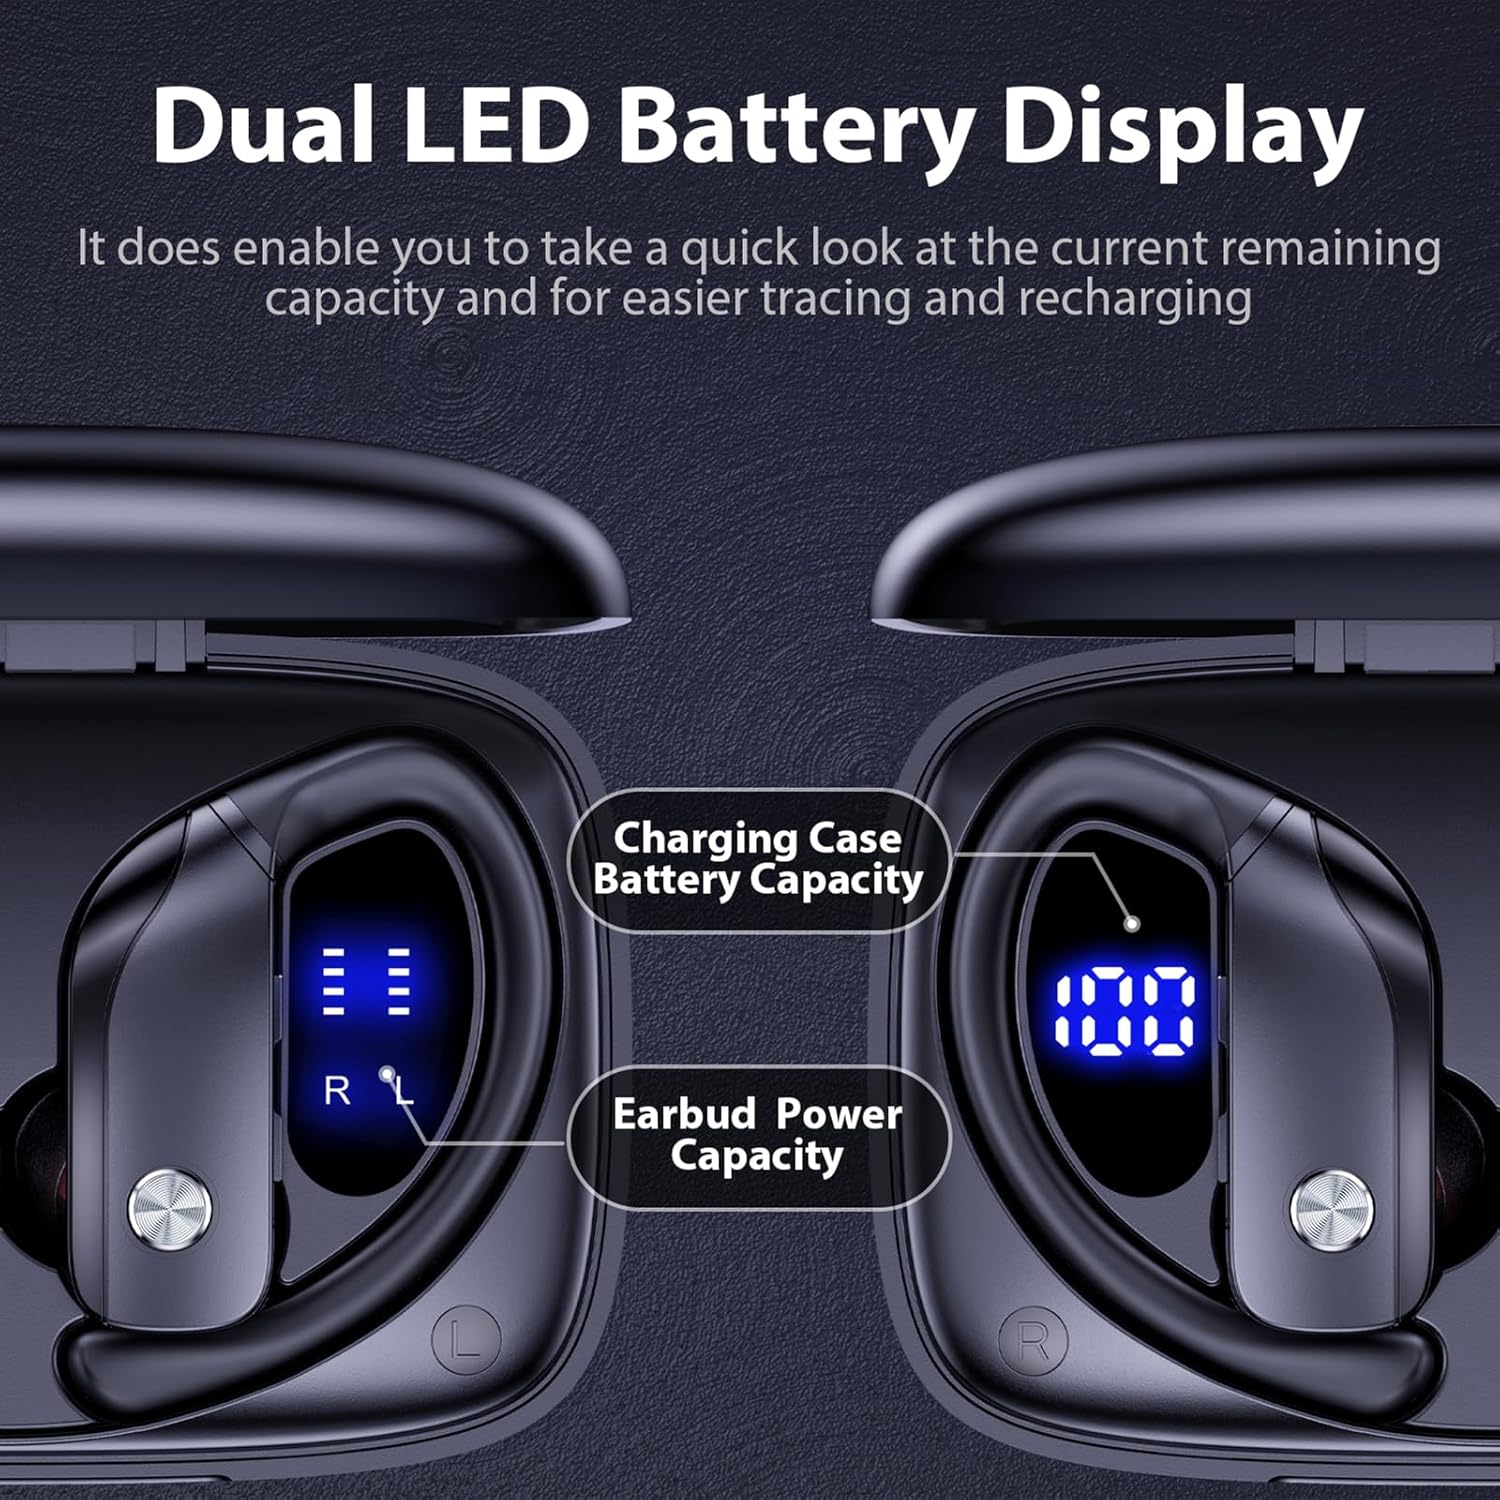 Dual LED Battery Display
It does enable you to take a quick look at the current remaining
capacity and for easier tracing and recharging
Charging Case
Battery Capacity
100
R L
Earbud Power
Capacity
L
R